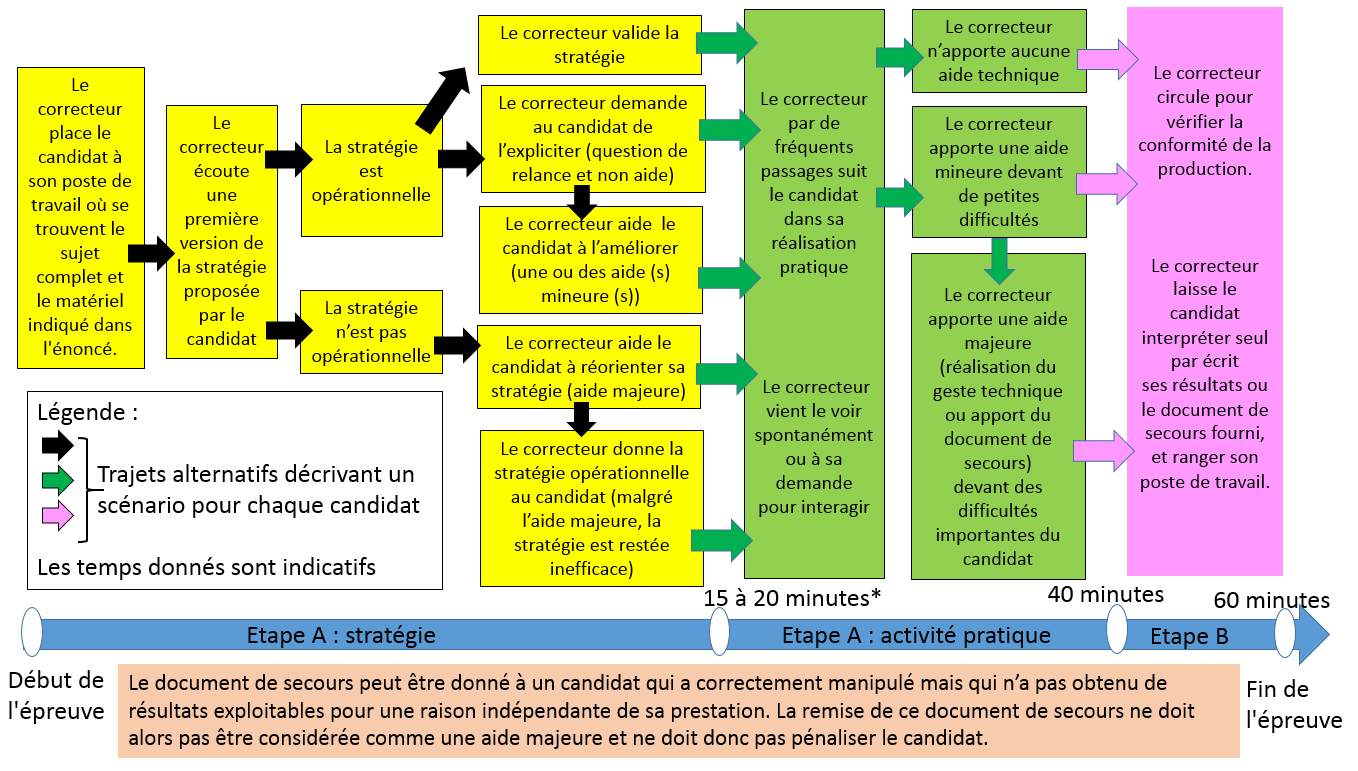 Le
correcteur
place le
candidat à
son poste de
travail où se
trouvent le
sujet
complet et
le matériel
indiqué dans
l'énoncé.
Le
correcteur
écoute
une
première
version de
la stratégie
proposée
par le
candidat
La stratégie
est
opérationnelle
La stratégie
n'est pas
opérationnelle
Le correcteur valide la
stratégie
Le correcteur demande
au candidat de
l'expliciter (question de
relance et non aide)
Le correcteur aide le
candidat à l'améliorer
(une ou des aide (s)
mineure (s))
Le correcteur aide le
candidat à réorienter sa
stratégie (aide majeure)
Le correcteur donne la
stratégie opérationnelle
au candidat (malgré
l'aide majeure, la
stratégie est restée
inefficace)
Le correcteur
par de
fréquents
passages suit
le candidat
dans sa
réalisation
pratique
Le correcteur
vient le voir
spontanément
ou à sa
demande
pour interagir
Le correcteur
n'apporte aucune
aide technique
Le correcteur
apporte une aide
mineure devant
de petites
difficultés
Le correcteur
apporte une aide
majeure
(réalisation du
geste technique
ou apport du
document de
secours)
devant des
difficultés
importantes du
candidat
Le correcteur
circule pour
vérifier la
conformité de la
production.
Le correcteur
laisse le
candidat
interpréter seul
par écrit
ses résultats ou
le document de
secours fourni,
et ranger son
poste de travail.
Légende :
Trajets alternatifs décrivant un
scénario pour chaque candidat
Les temps donnés sont indicatifs
15 à 20 minutes*
40 minutes
60 minutes
Etape A : stratégie
Etape A : activité pratique
Etape B
Début de
l'épreuve
Le document de secours peut être donné à un candidat qui a correctement manipulé mais qui n'a pas obtenu de
résultats exploitables pour une raison indépendante de sa prestation. La remise de ce document de secours ne doit
alors pas être considérée comme une aide majeure et ne doit donc pas pénaliser le candidat.
Fin de
l'épreuve